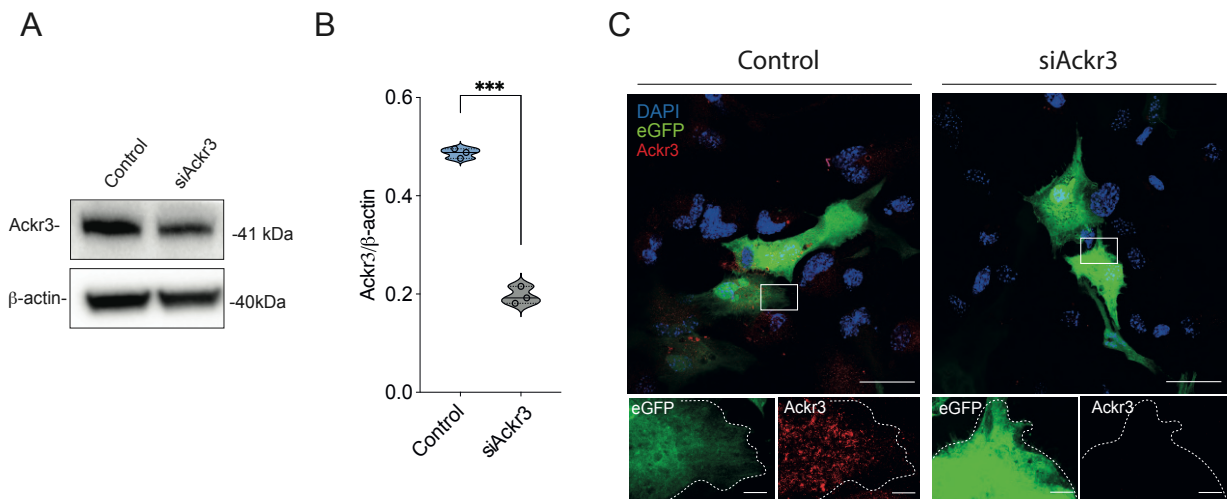 A
Control
siAckr3
Ackr3-
-41 kDa
β-actin-
-40kDa
B
***
Ackr3/β-actin
0.6
0.4
0.2
0.0
Control
siAckr3
C
Control
siAckr3
DAPI
eGFP
Ackr3
eGFP
Ackr3
eGFP
Ackr3